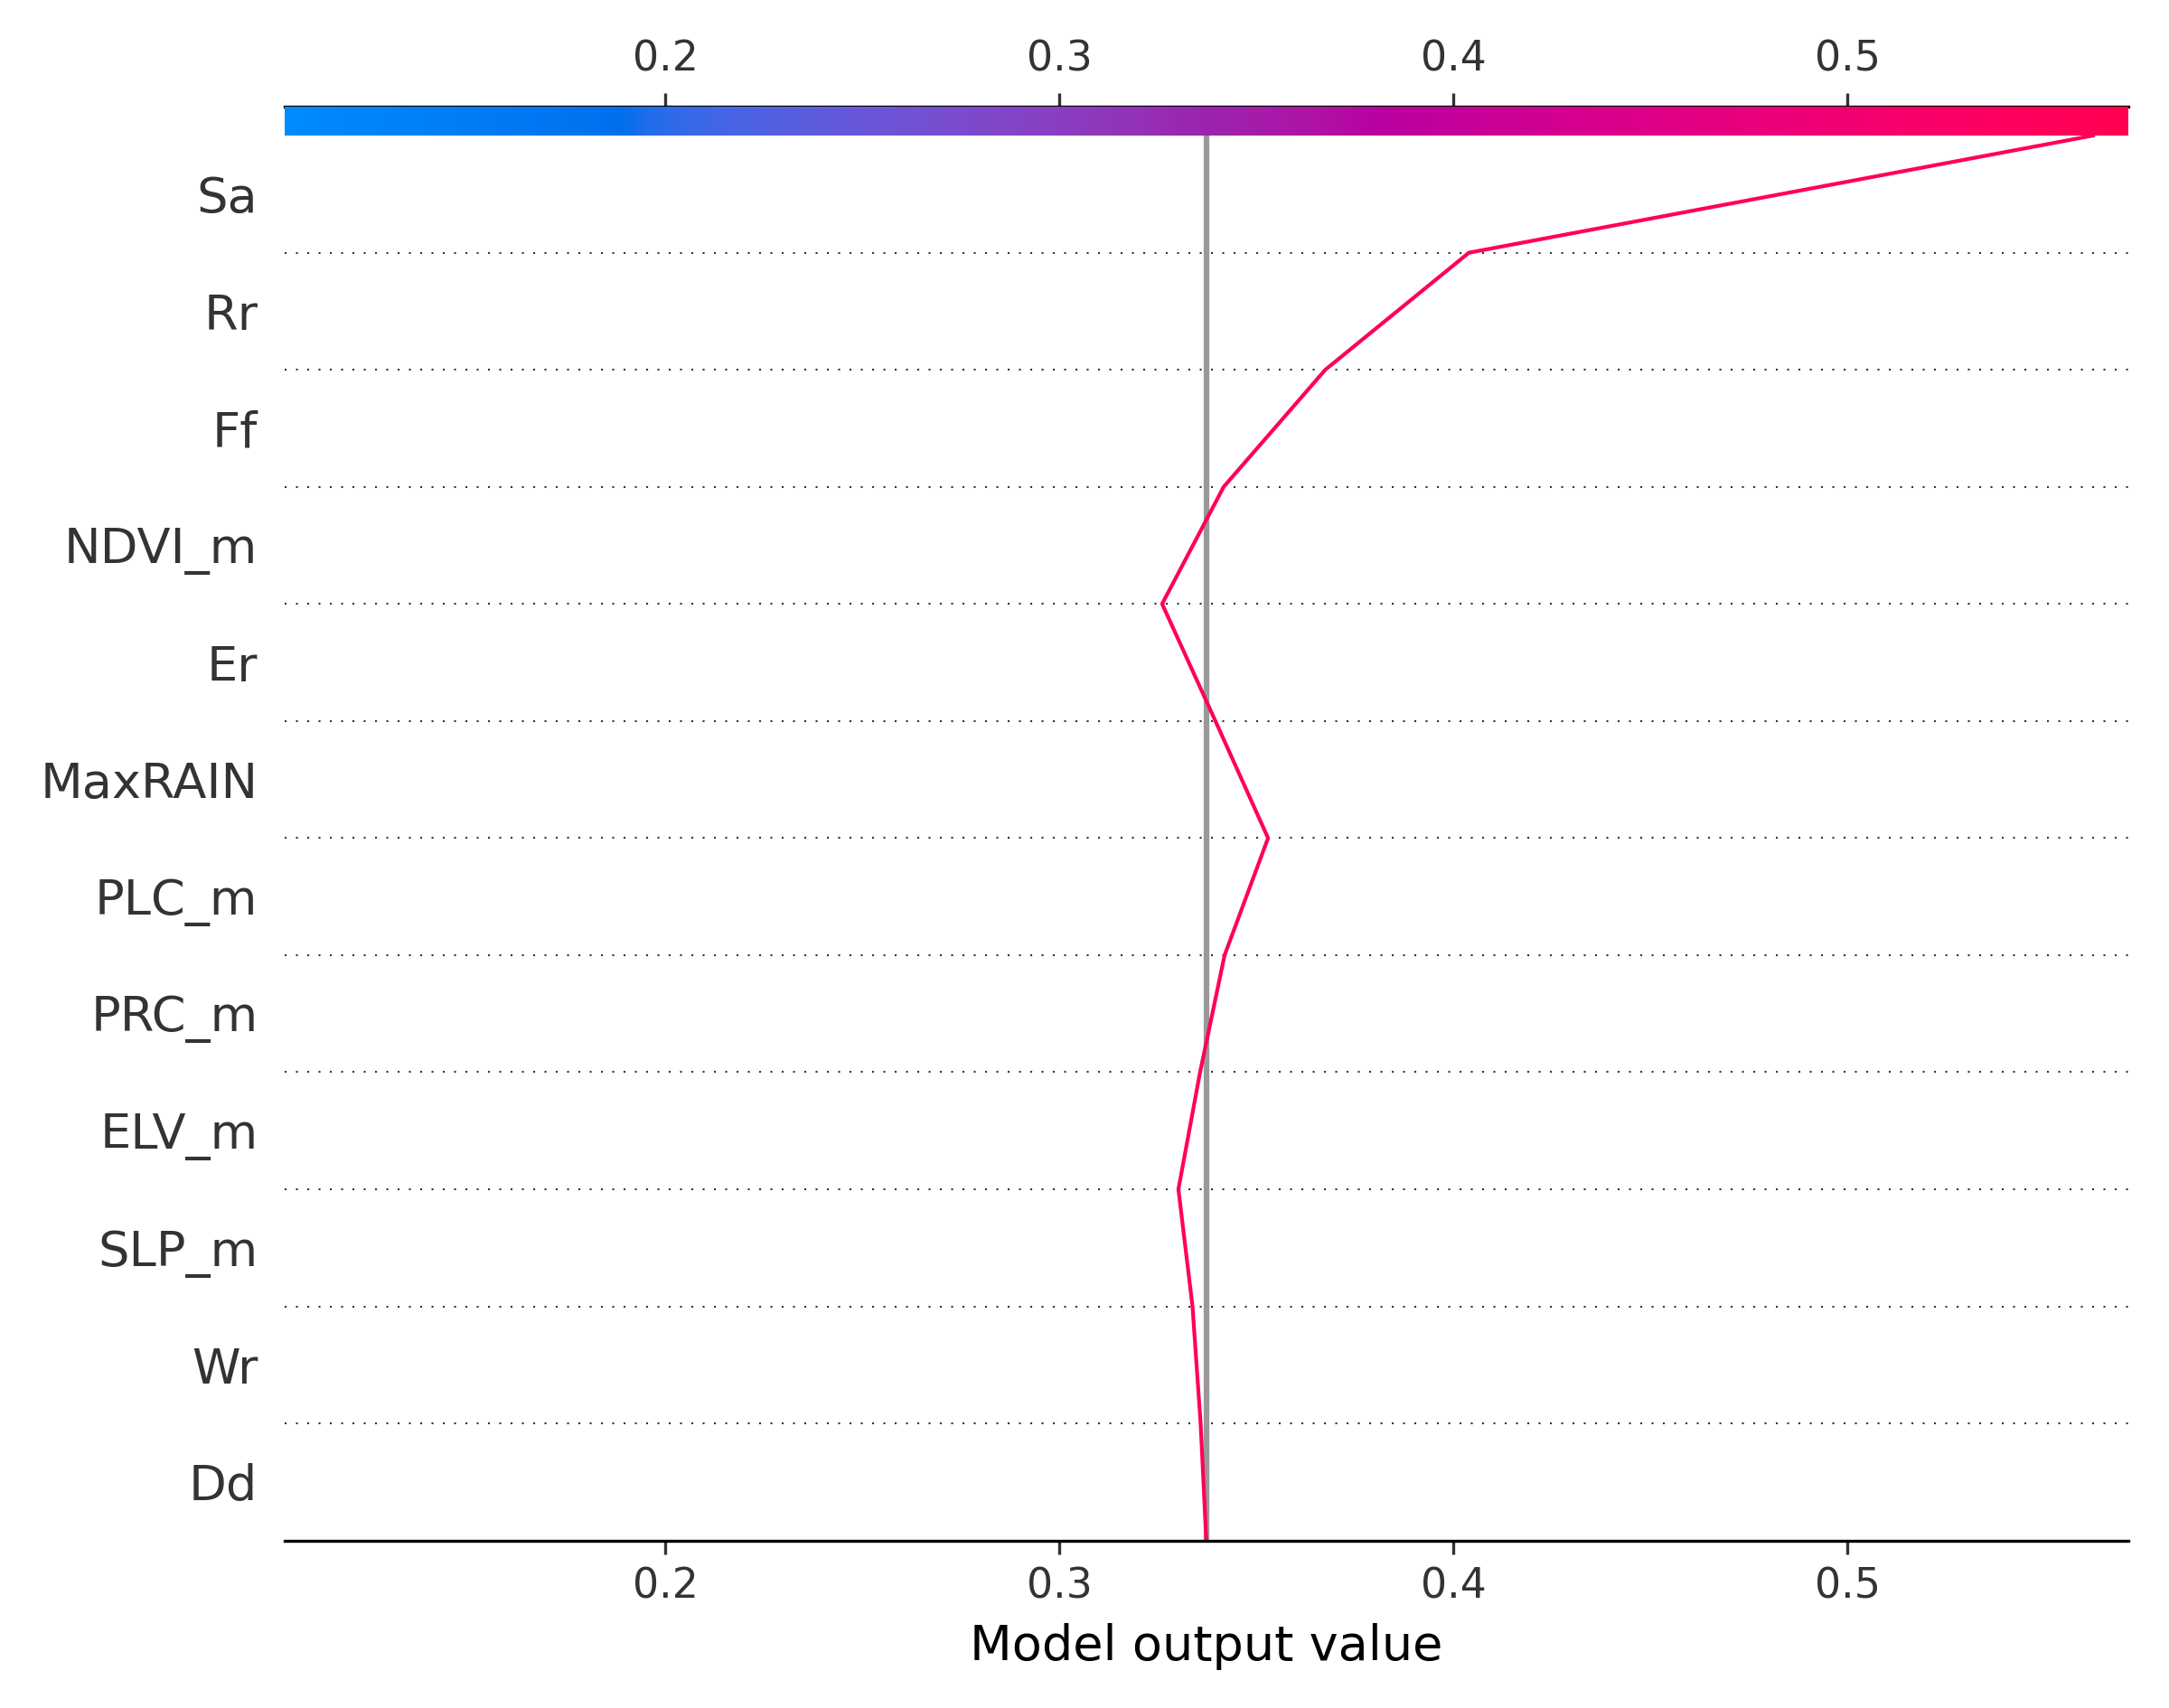 0.2 0.3 0.4 0.5
Sa
Rr
Ff
NDVI_m
Er
MaxRAIN
PLC_m
PRC_m
ELV_m
SLP_m
Wr
Dd
0.2 0.3 0.4 0.5
Model output value